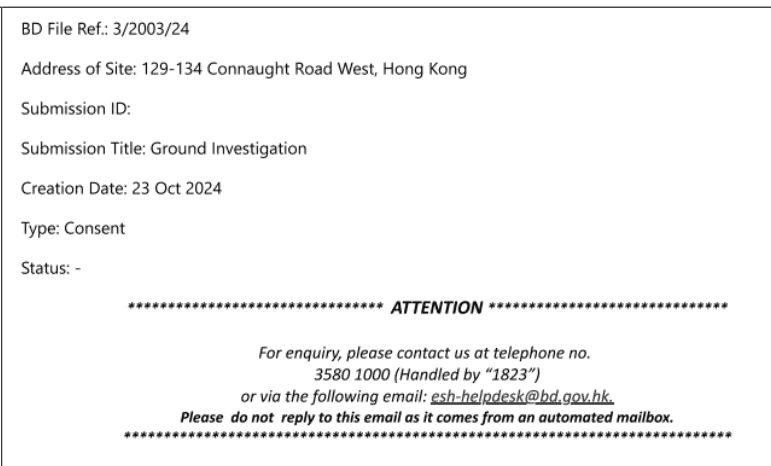 BD File Ref.: 3/2003/24
Address of Site: 129-134 Connaught Road West, Hong Kong
Submission ID:
Submission Title: Ground Investigation
Creation Date: 23 Oct 2024
Type: Consent
Status: -
******************************** ATTENTION ******************************
For enquiry, please contact us at telephone no.
3580 1000 (Handled by “1823”)
or via the following email: esh-helpdesk@bd.gov.hk.
Please do not reply to this email as it comes from an automated mailbox.
****************************************************************************